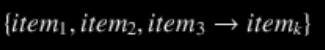 {item₁, item₂, item₃ → itemₖ}